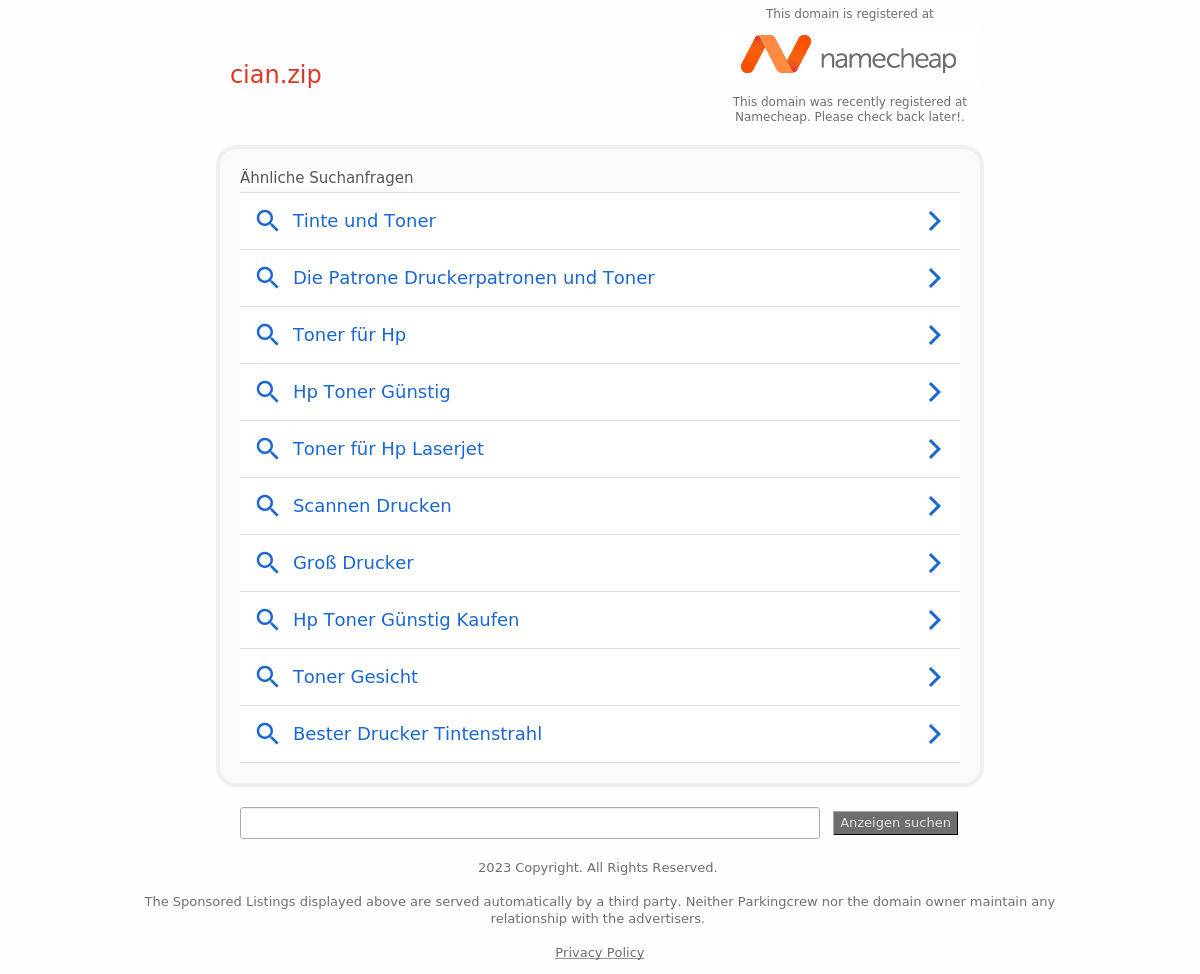 This domain is registered at
namecheap
cian.zip
This domain was recently registered at
Namecheap. Please check back later!.
Ähnliche Suchanfragen
Tinte und Toner
Die Patrone Druckerpatronen und Toner
Toner für Hp
Hp Toner Günstig
Toner für Hp Laserjet
Scannen Drucken
Groß Drucker
Hp Toner Günstig Kaufen
Toner Gesicht
Bester Drucker Tintenstrahl
Anzeigen suchen
2023 Copyright. All Rights Reserved.
The Sponsored Listings displayed above are served automatically by a third party. Neither Parkingcrew nor the domain owner maintain any
relationship with the advertisers.
Privacy Policy